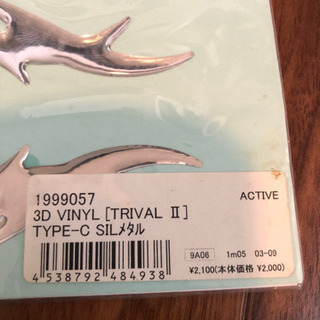 1999057
3D VINYL [TRIVAL Ⅱ] ACTIVE
TYPE-C SILメタル
9A06 1m05 03-09
¥2,100(本体価格 ¥2,000)
4 538792 484938